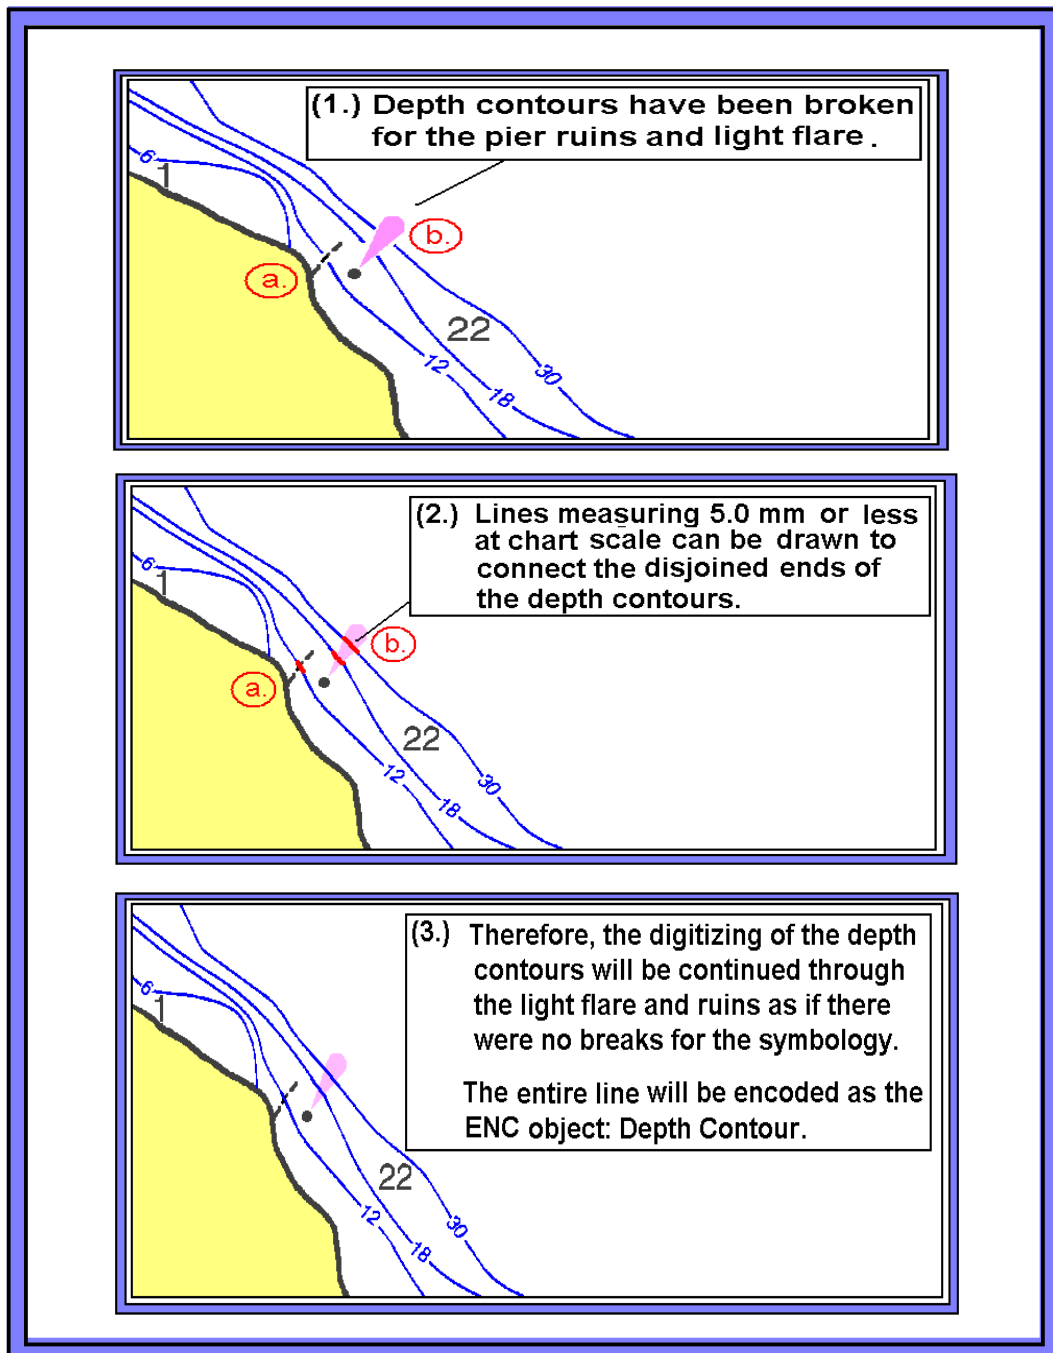 (1.) Depth contours have been broken
for the pier ruins and light flare .
6
1
b.
a.
22
12
30
18
(2.) Lines measuring 5.0 mm or less
at chart scale can be drawn to
connect the disjoined ends of
the depth contours.
6
1
b.
a.
22
12
30
18
(3.) Therefore, the digitizing of the depth
contours will be continued through
the light flare and ruins as if there
were no breaks for the symbology.
The entire line will be encoded as the
ENC object: Depth Contour.
6
1
22
12
30
18